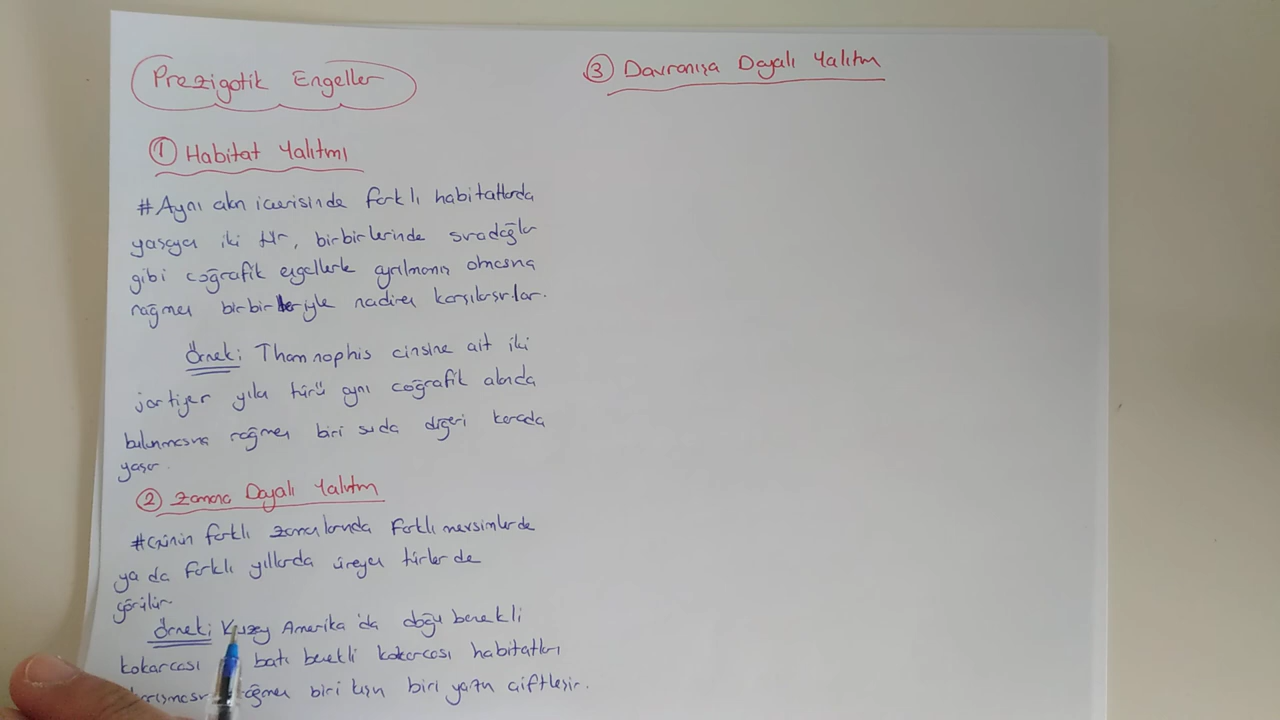 Prezigotik Engeller
① Habitat Yalıtımı
#Aynı alan içerisinde farklı habitatlarda
yaşayan iki tür, birbirlerinde sıradağlar
gibi coğrafik engellerle ayrılmamış olmasına
rağmen birbirleriyle nadiren karşılaşırlar.
Örnek: Thamnophis cinsine ait iki
jartiyer yılan türü aynı coğrafik alanda
bulunmasına rağmen biri suda diğeri karada
yaşar.
② Zamana Dayalı Yalıtım
#Günün farklı zamanlarında farklı mevsimlerde
ya da farklı yıllarda üreyen türlerde
görülür.
Örnek: Kuzey Amerika'da doğu benekli
kokarcası batı benekli kokarcası habitatları
rağmen biri kışın biri yazın çiftleşir.
③ Davranışa Dayalı Yalıtım